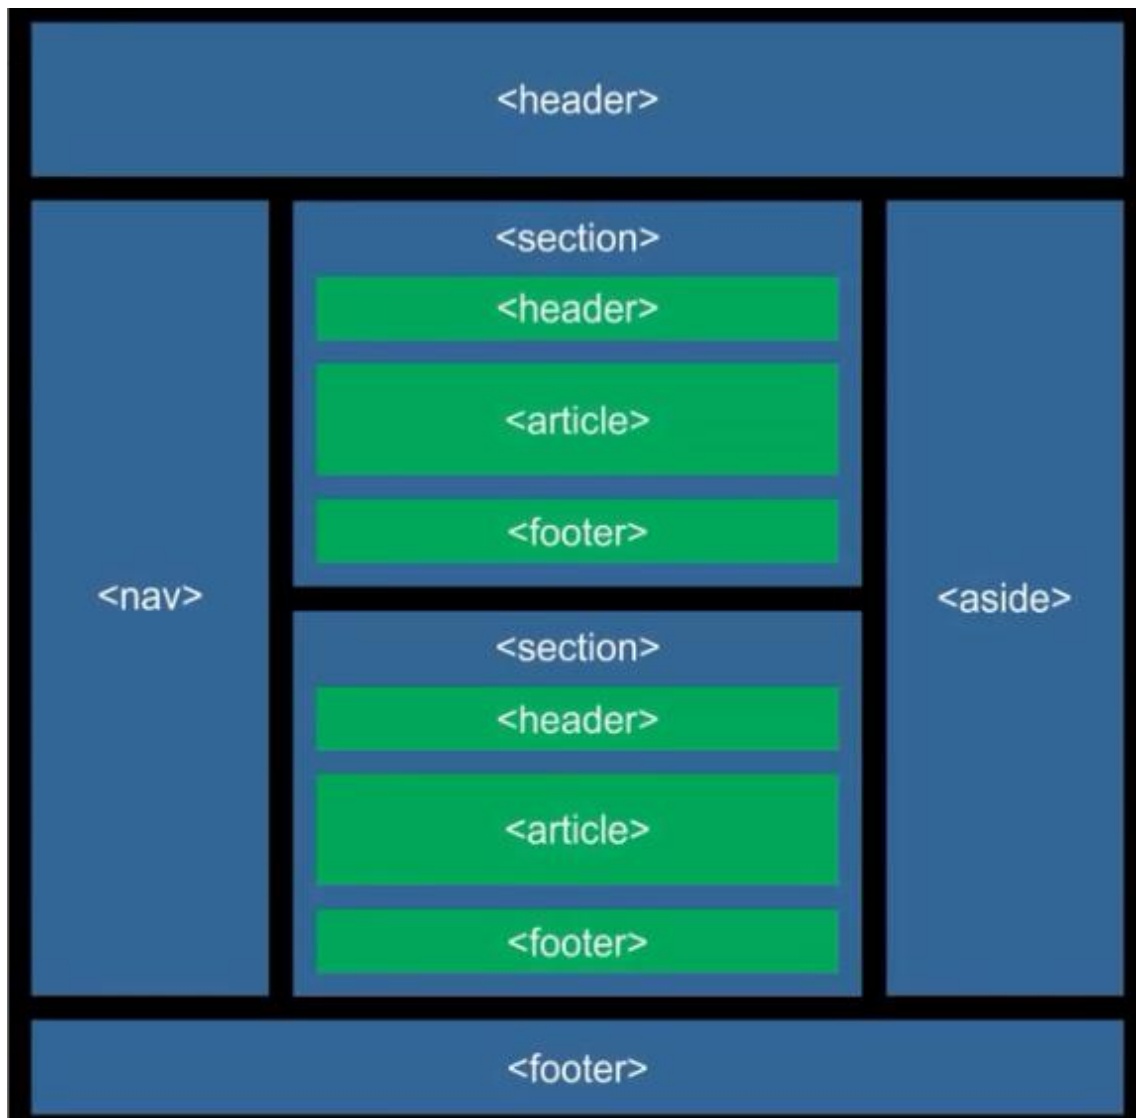 <header>
<nav>
<section>
<header>
<article>
<footer>
<section>
<header>
<article>
<footer>
<aside>
<footer>